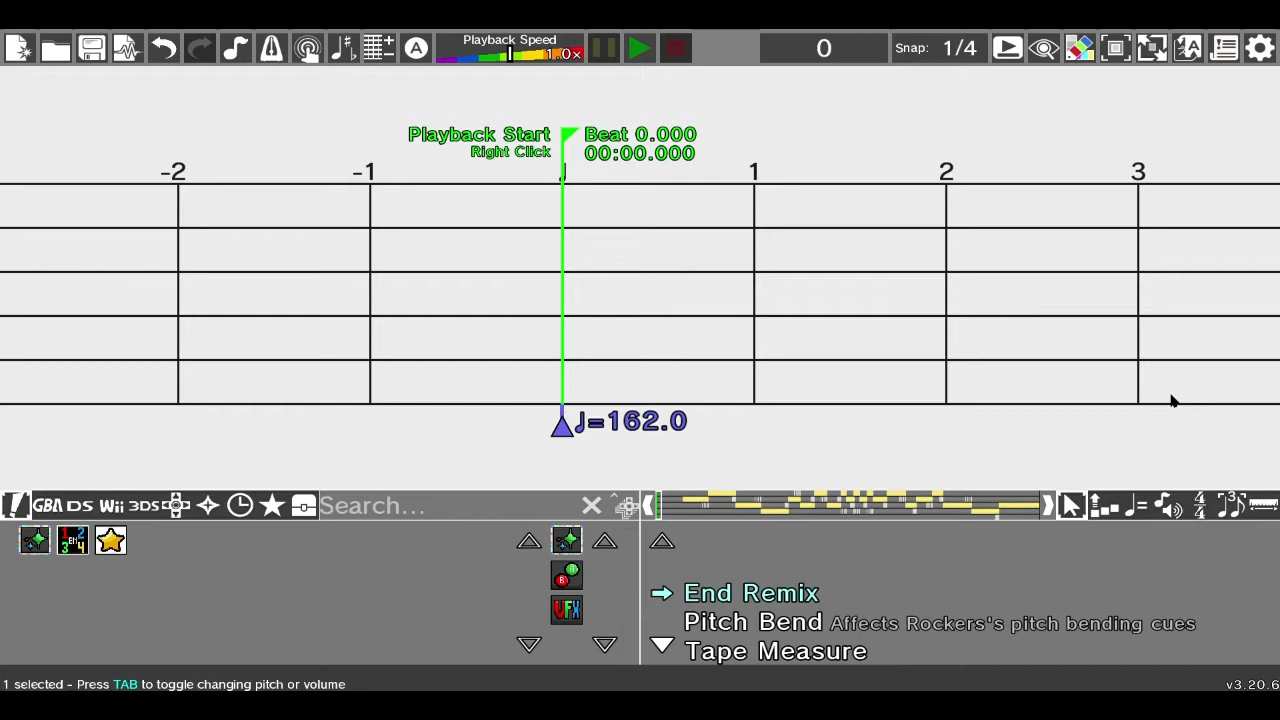 Playback Speed
1.0x
0
Snap: 1/4
Playback Start
Right Click
Beat 0.000
00:00.000
-2 -1 1 2 3
♩=162.0
GBA DS Wii 3DS Search...
End Remix
Pitch Bend Affects Rockers's pitch bending cues
Tape Measure
1 selected - Press TAB to toggle changing pitch or volume
v3.20.6